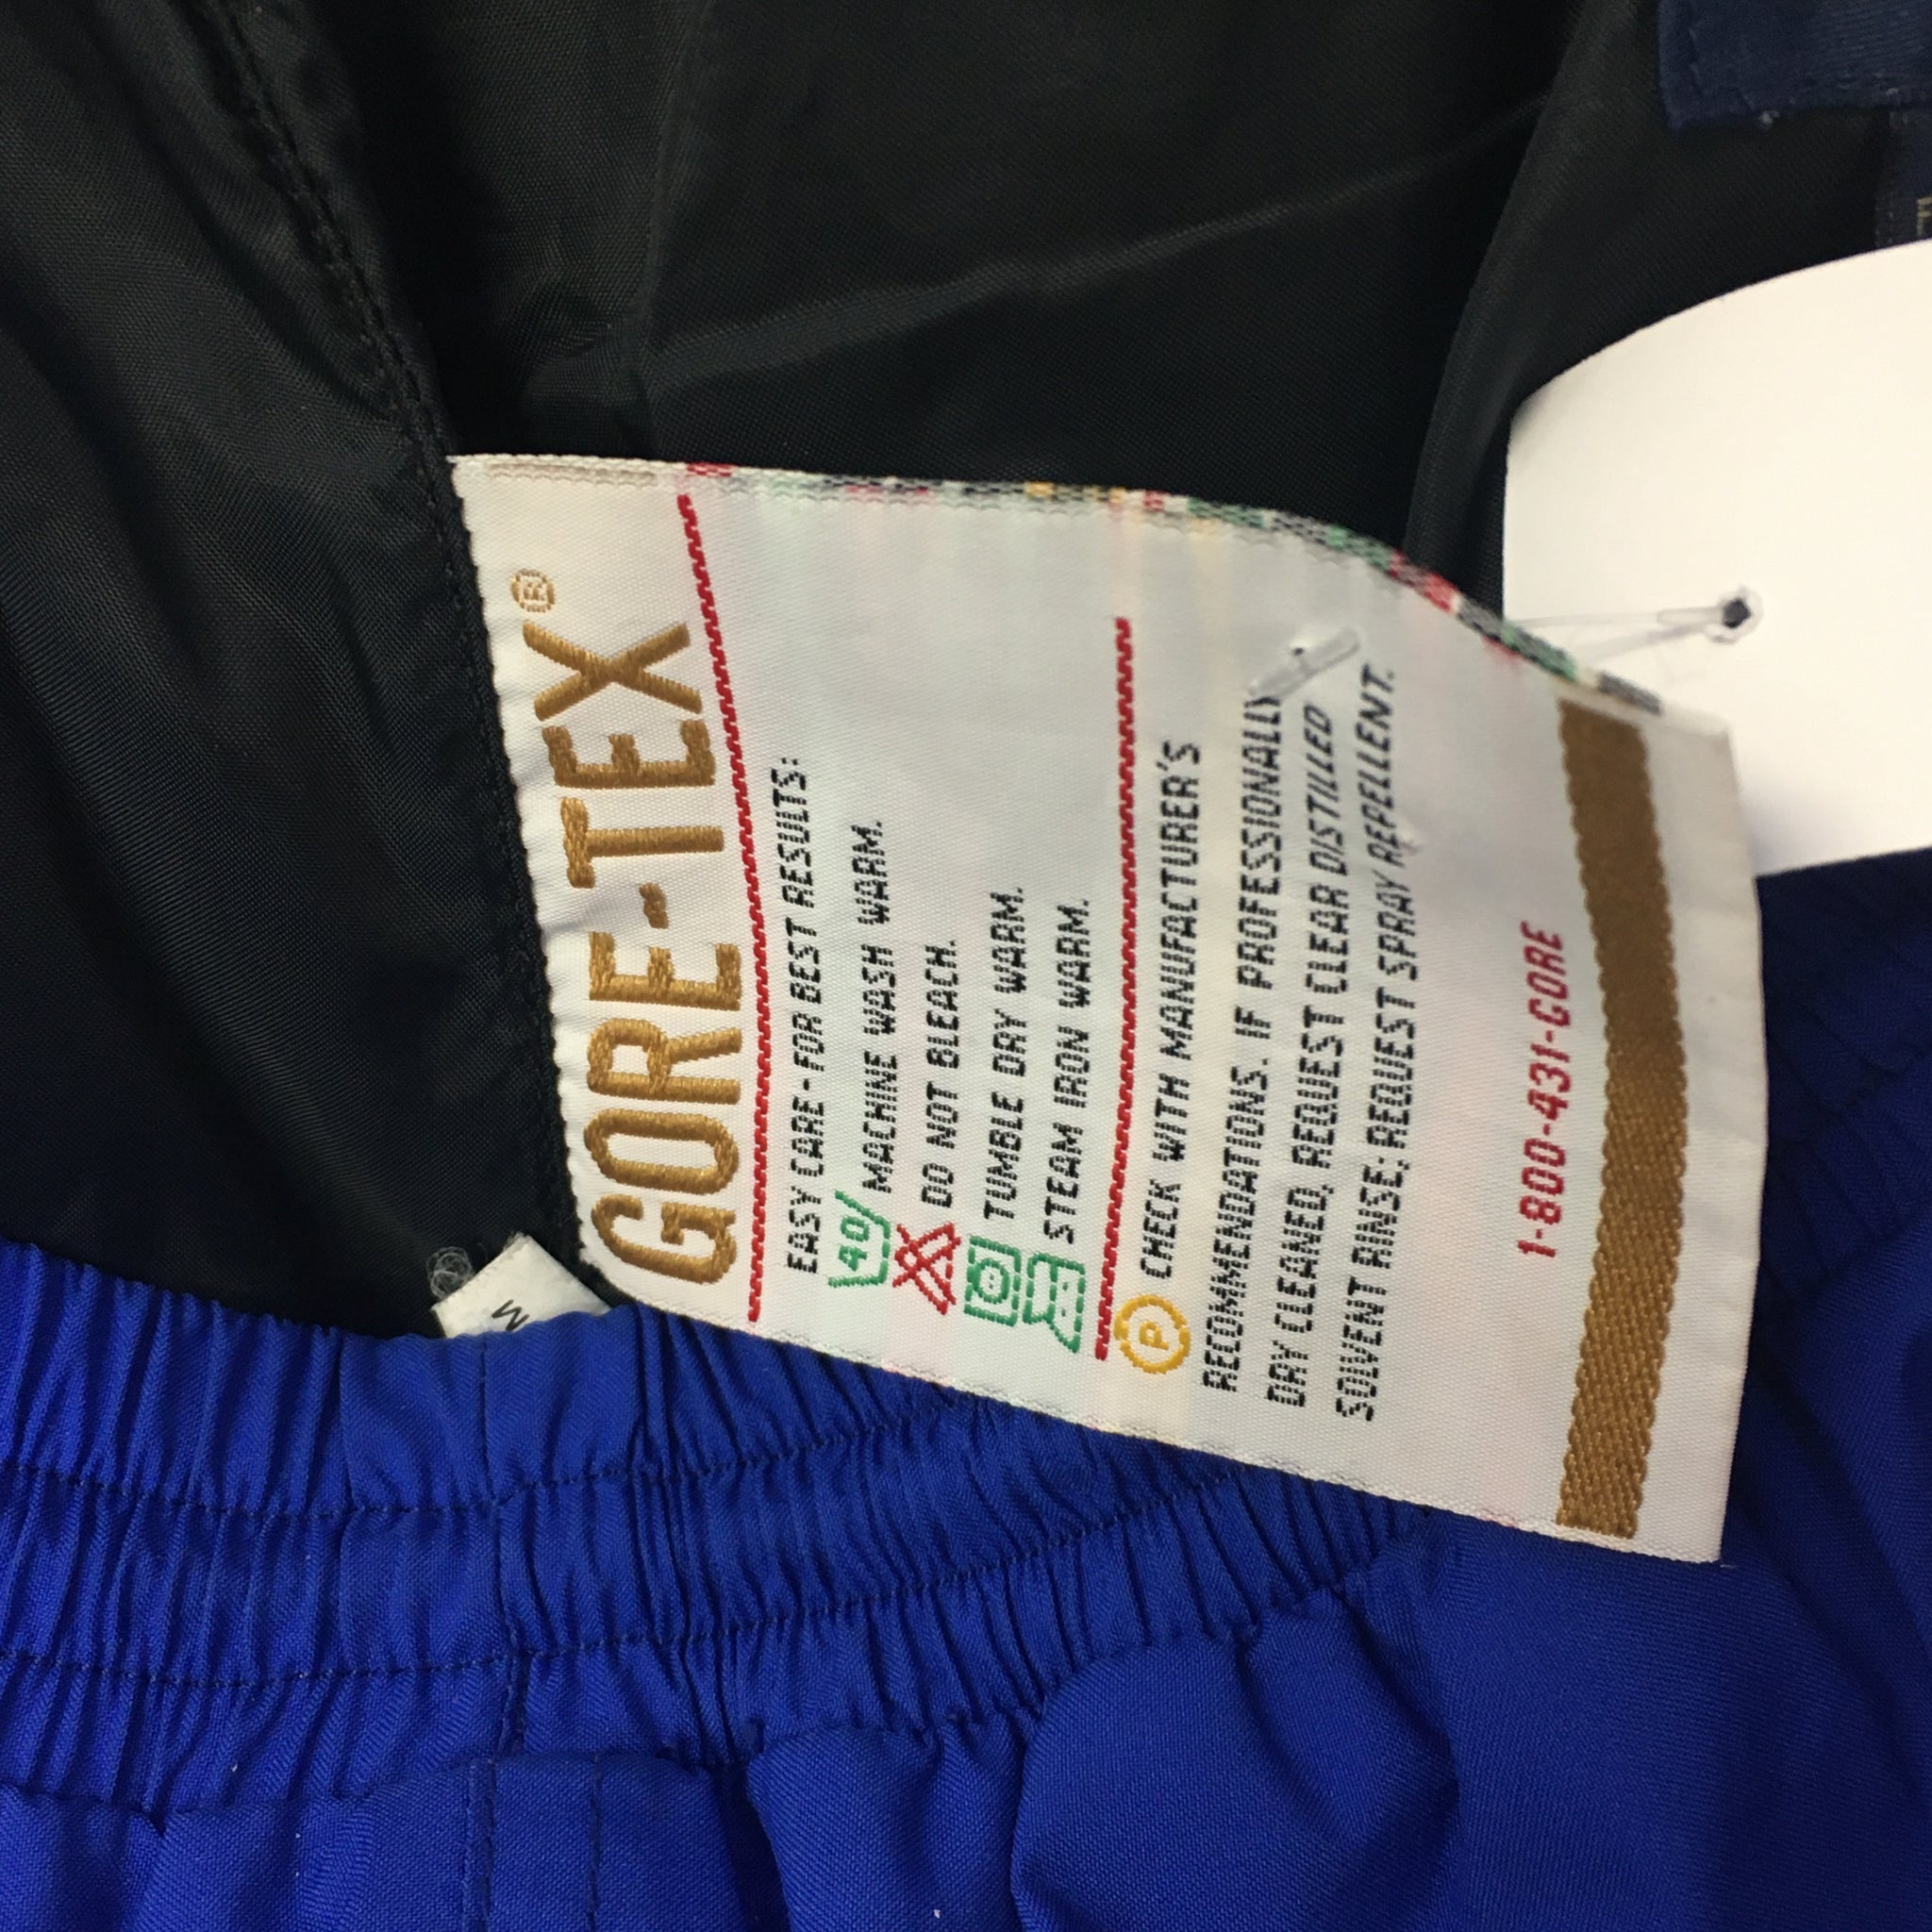 GORE-TEX®
EASY CARE-FOR BEST RESULTS:
40 MACHINE WASH WARM.
DO NOT BLEACH.
TUMBLE DRY WARM.
STEAM IRON WARM.
P CHECK WITH MANUFACTURER'S
RECOMMENDATIONS. IF PROFESSIONALLY
DRY CLEANED, REQUEST CLEAR DISTILLED
SOLVENT RINSE; REQUEST SPRAY REPELLENT.
1-800-431-GORE
M